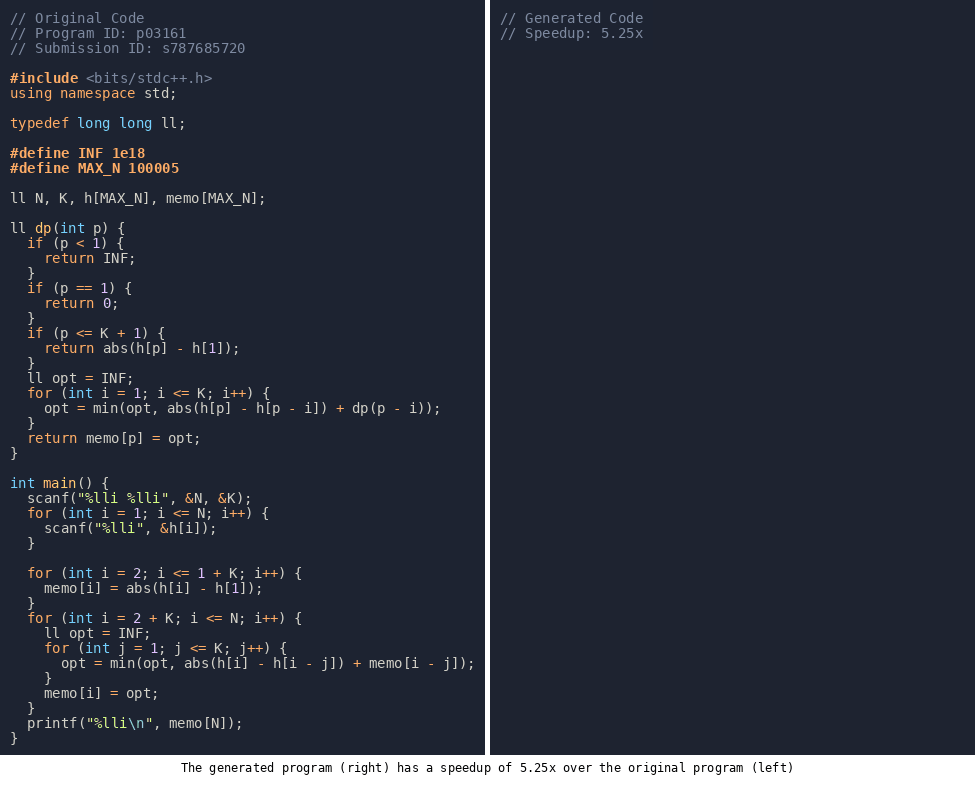 // Original Code
// Program ID: p03161
// Submission ID: s787685720
#include <bits/stdc++.h>
using namespace std;
typedef long long ll;
#define INF 1e18
#define MAX_N 100005
ll N, K, h[MAX_N], memo[MAX_N];
ll dp(int p) {
  if (p < 1) {
    return INF;
  }
  if (p == 1) {
    return 0;
  }
  if (p <= K + 1) {
    return abs(h[p] - h[1]);
  }
  ll opt = INF;
  for (int i = 1; i <= K; i++) {
    opt = min(opt, abs(h[p] - h[p - i]) + dp(p - i));
  }
  return memo[p] = opt;
}
int main() {
  scanf("%lli %lli", &N, &K);
  for (int i = 1; i <= N; i++) {
    scanf("%lli", &h[i]);
  }
  for (int i = 2; i <= 1 + K; i++) {
    memo[i] = abs(h[i] - h[1]);
  }
  for (int i = 2 + K; i <= N; i++) {
    ll opt = INF;
    for (int j = 1; j <= K; j++) {
      opt = min(opt, abs(h[i] - h[i - j]) + memo[i - j]);
    }
    memo[i] = opt;
  }
  printf("%lli\n", memo[N]);
}
// Generated Code
// Speedup: 5.25x
The generated program (right) has a speedup of 5.25x over the original program (left)